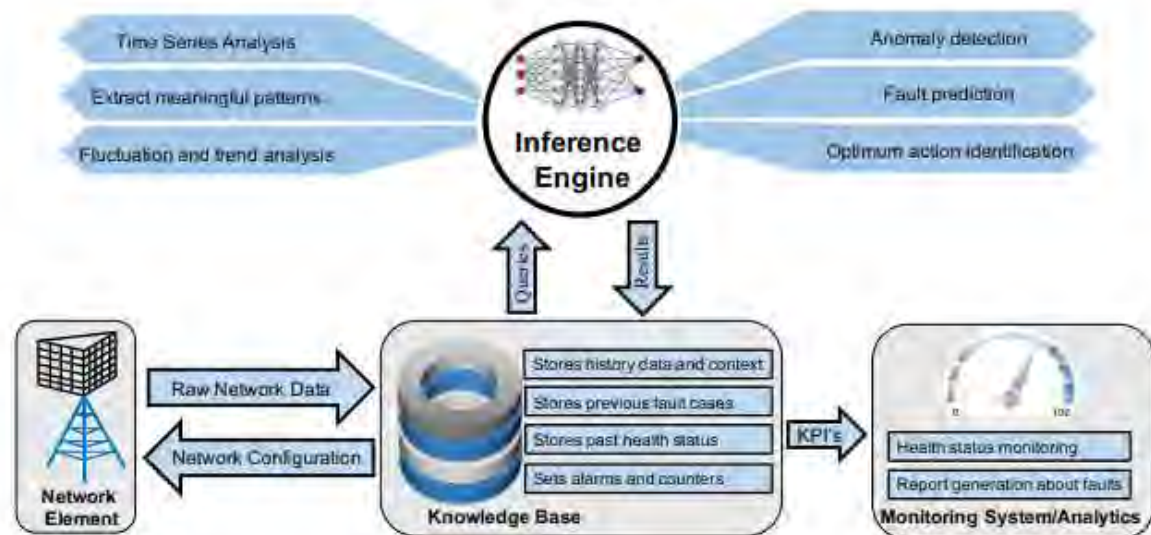 Time Series Analysis
Extract meaningful patterns
Fluctuation and trend analysis
Inference
Engine
Anomaly detection
Fault prediction
Optimum action identification
Queries
Results
Network
Element
Raw Network Data
Network Configuration
Stores history data and context
Stores previous fault cases
Stores past health status
Sets alarms and counters
Knowledge Base
KPI's
0
Health status monitoring
Report generation about faults
Monitoring System/Analytics